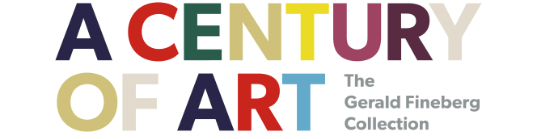 A CENTURY
OF ART
The
Gerald Fineberg
Collection